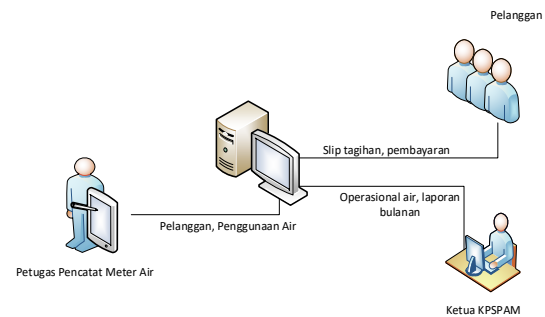 Pelanggan
Slip tagihan, pembayaran
Operasional air, laporan
bulanan
Pelanggan, Penggunaan Air
Petugas Pencatat Meter Air
Ketua KPSPAM